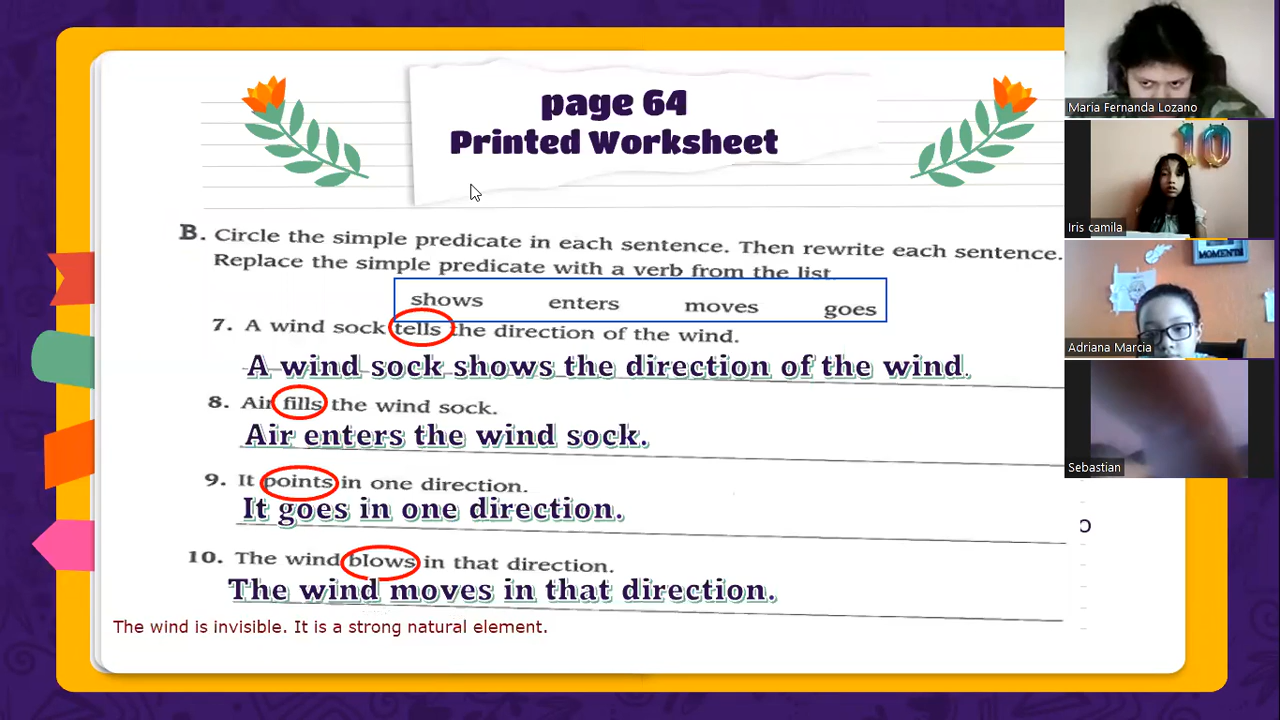 page 64
Printed Worksheet
B. Circle the simple predicate in each sentence. Then rewrite each sentence.
Replace the simple predicate with a verb from the list.
shows enters moves goes
7. A wind sock tells the direction of the wind.
A wind sock shows the direction of the wind.
8. Air fills the wind sock.
Air enters the wind sock.
9. It points in one direction.
It goes in one direction.
10. The wind blows in that direction.
The wind moves in that direction.
The wind is invisible. It is a strong natural element.
María Fernanda Lozano
10
Iris camila
MOMENTS
Adriana Marcia
Sebastian
o